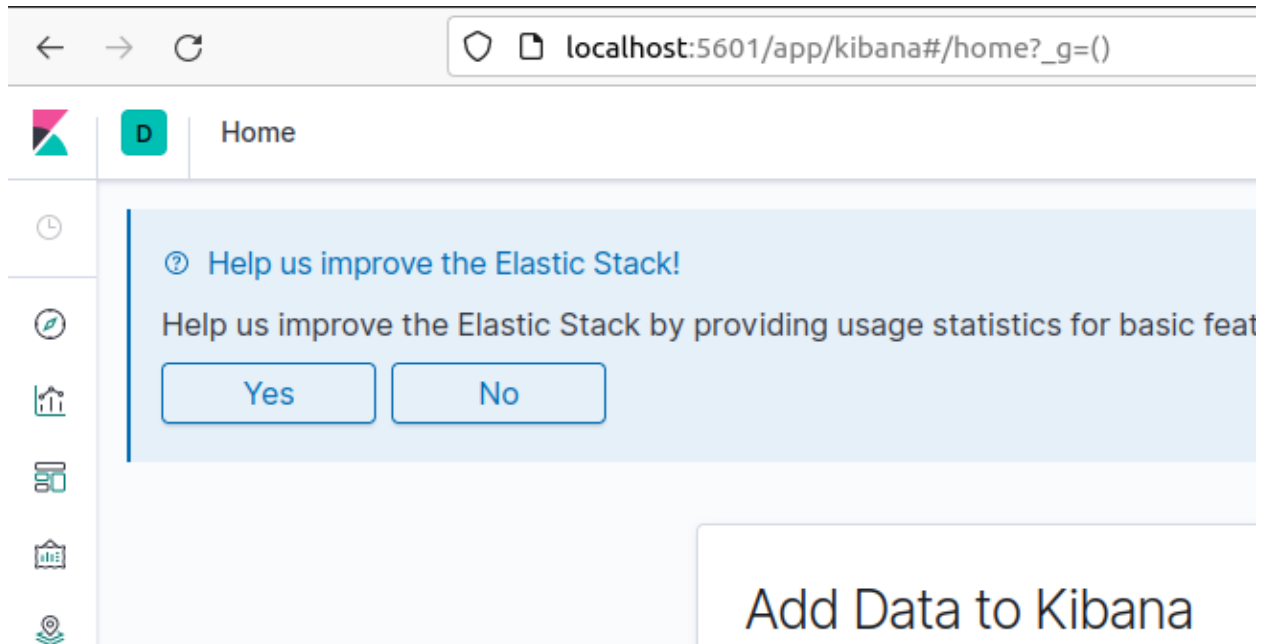 localhost:5601/app/kibana#/home?_g=()
D Home
Help us improve the Elastic Stack!
Help us improve the Elastic Stack by providing usage statistics for basic feat
Yes No
Add Data to Kibana